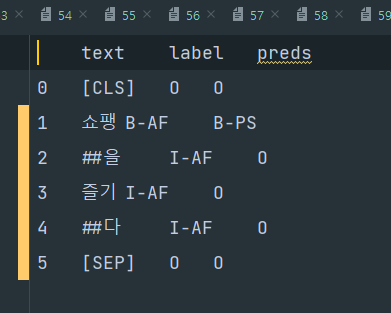 3 54 55 56 57 58 59
text label preds
0 [CLS] O O
1 쇼팽 B-AF B-PS
2 ##을 I-AF O
3 즐기 I-AF O
4 ##다 I-AF O
5 [SEP] O O